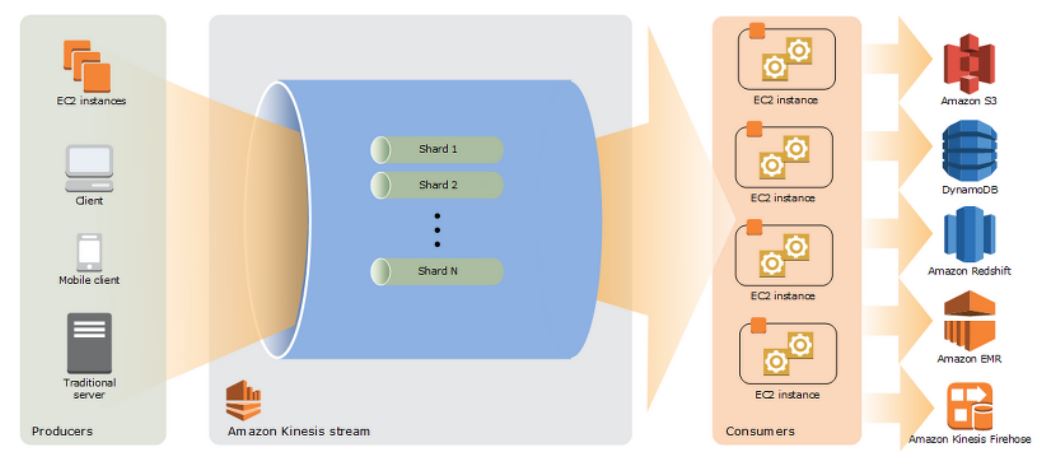 EC2 instances
Client
Mobile client
Traditional
server
Producers
Shard 1
Shard 2
Shard N
Amazon Kinesis stream
EC2 instance
EC2 instance
EC2 instance
EC2 instance
Consumers
Amazon S3
DynamoDB
Amazon Redshift
Amazon EMR
Amazon Kinesis Firehose